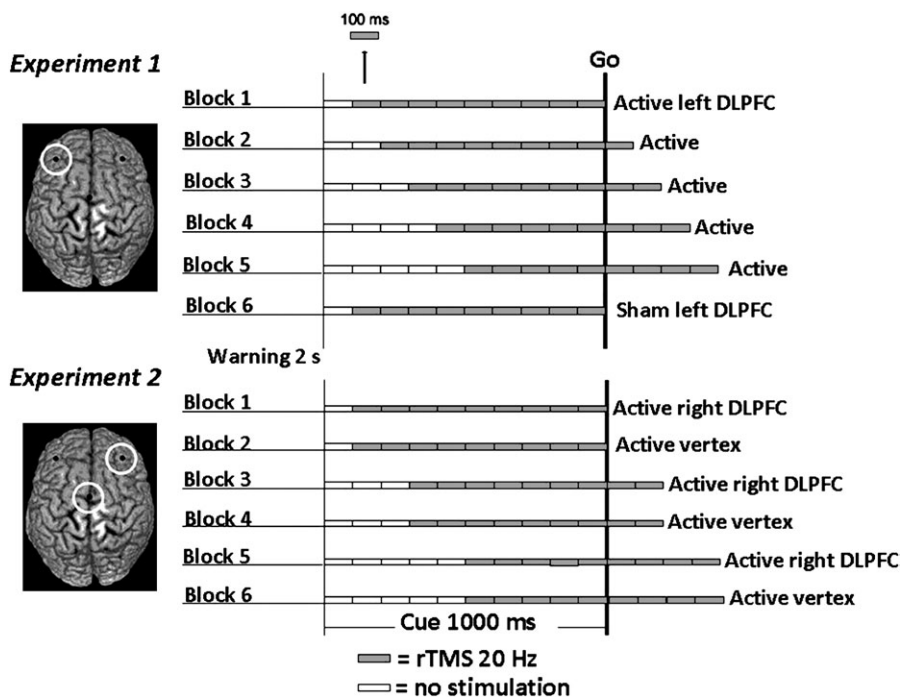 100 ms
Experiment 1
Go
Block 1
Active left DLPFC
Block 2
Active
Block 3
Active
Block 4
Active
Block 5
Active
Block 6
Sham left DLPFC
Warning 2 s
Experiment 2
Block 1
Active right DLPFC
Block 2
Active vertex
Block 3
Active right DLPFC
Block 4
Active vertex
Block 5
Active right DLPFC
Block 6
Active vertex
Cue 1000 ms
= rTMS 20 Hz
= no stimulation